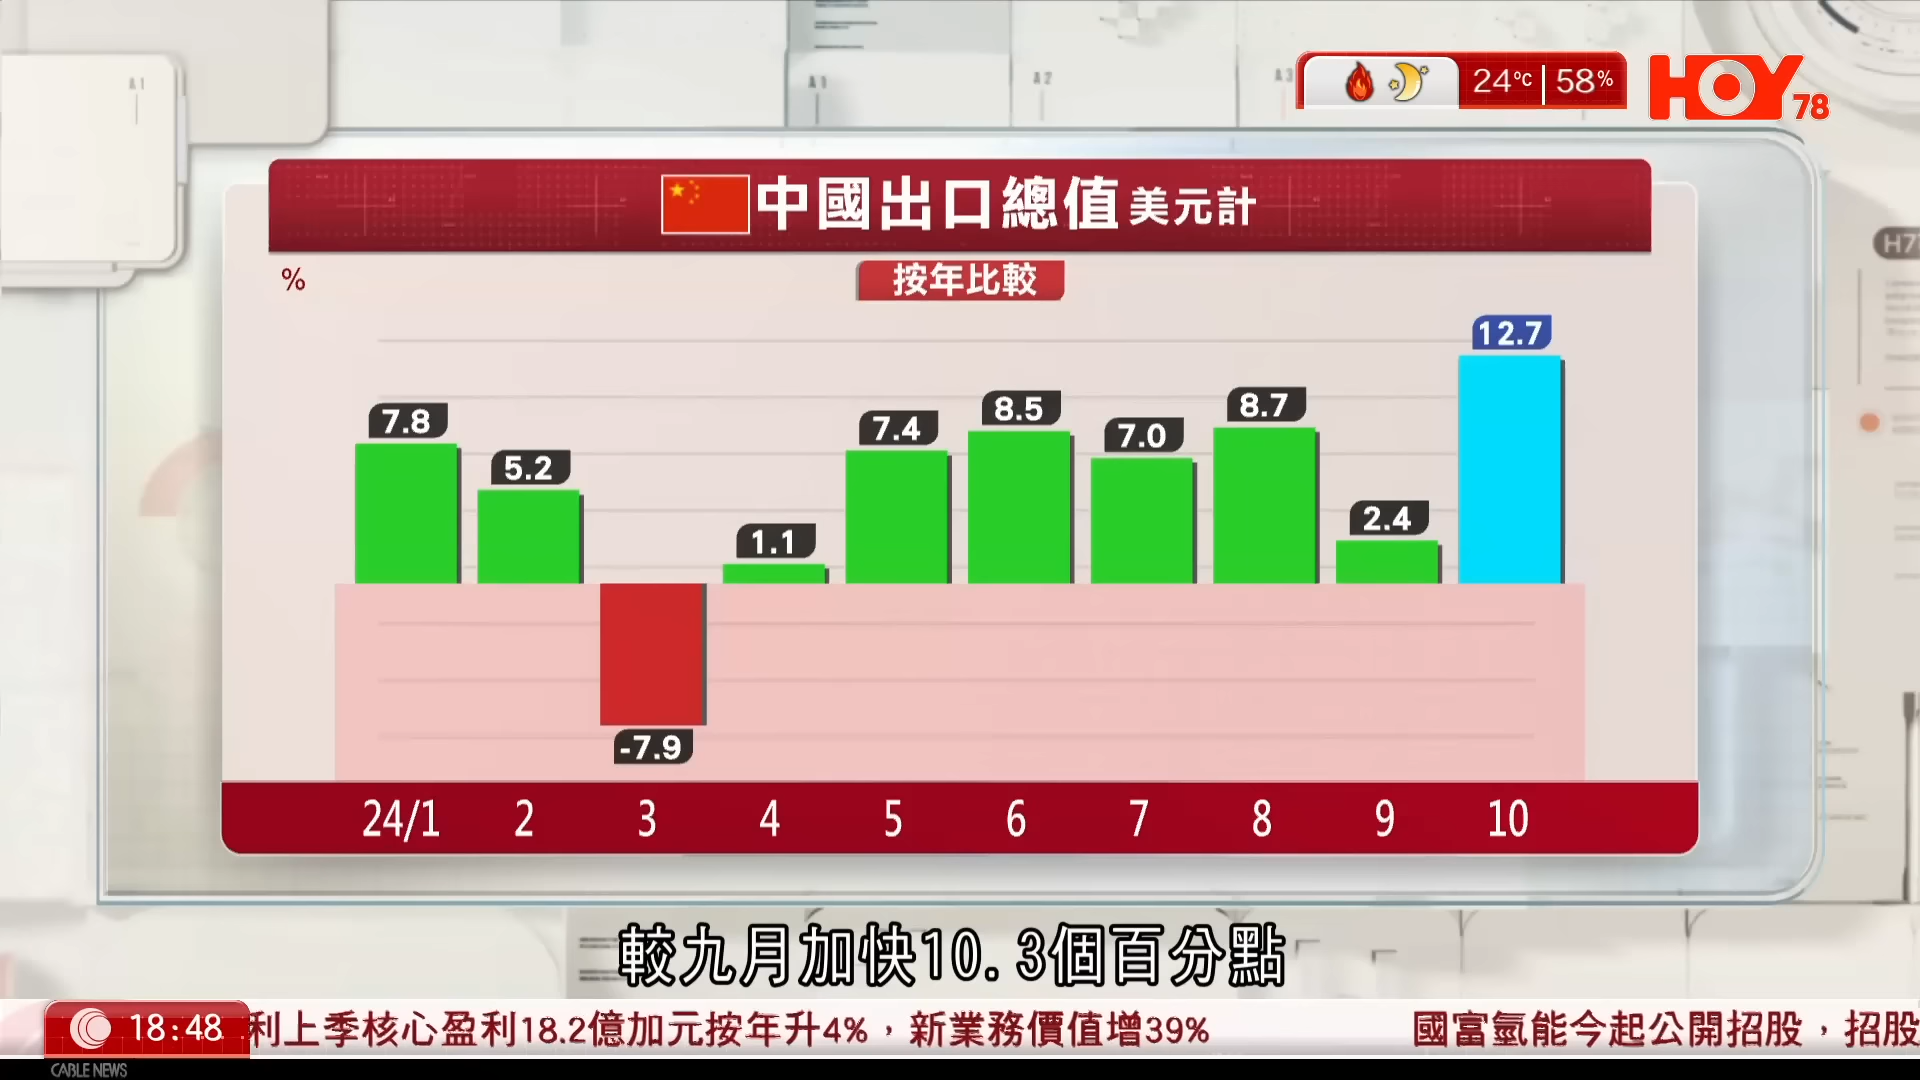 A1
A1
A2
A3
24°C 58%
HOY 78
中國出口總值 美元計
H7
%
按年比較
12.7
7.8
5.2
1.1
7.4
8.5
7.0
8.7
2.4
-7.9
24/1 2 3 4 5 6 7 8 9 10
較九月加快10.3個百分點
18:48 利上季核心盈利18.2億加元按年升4%，新業務價值增39% 國富氫能今起公開招股，招股
CABLE NEWS